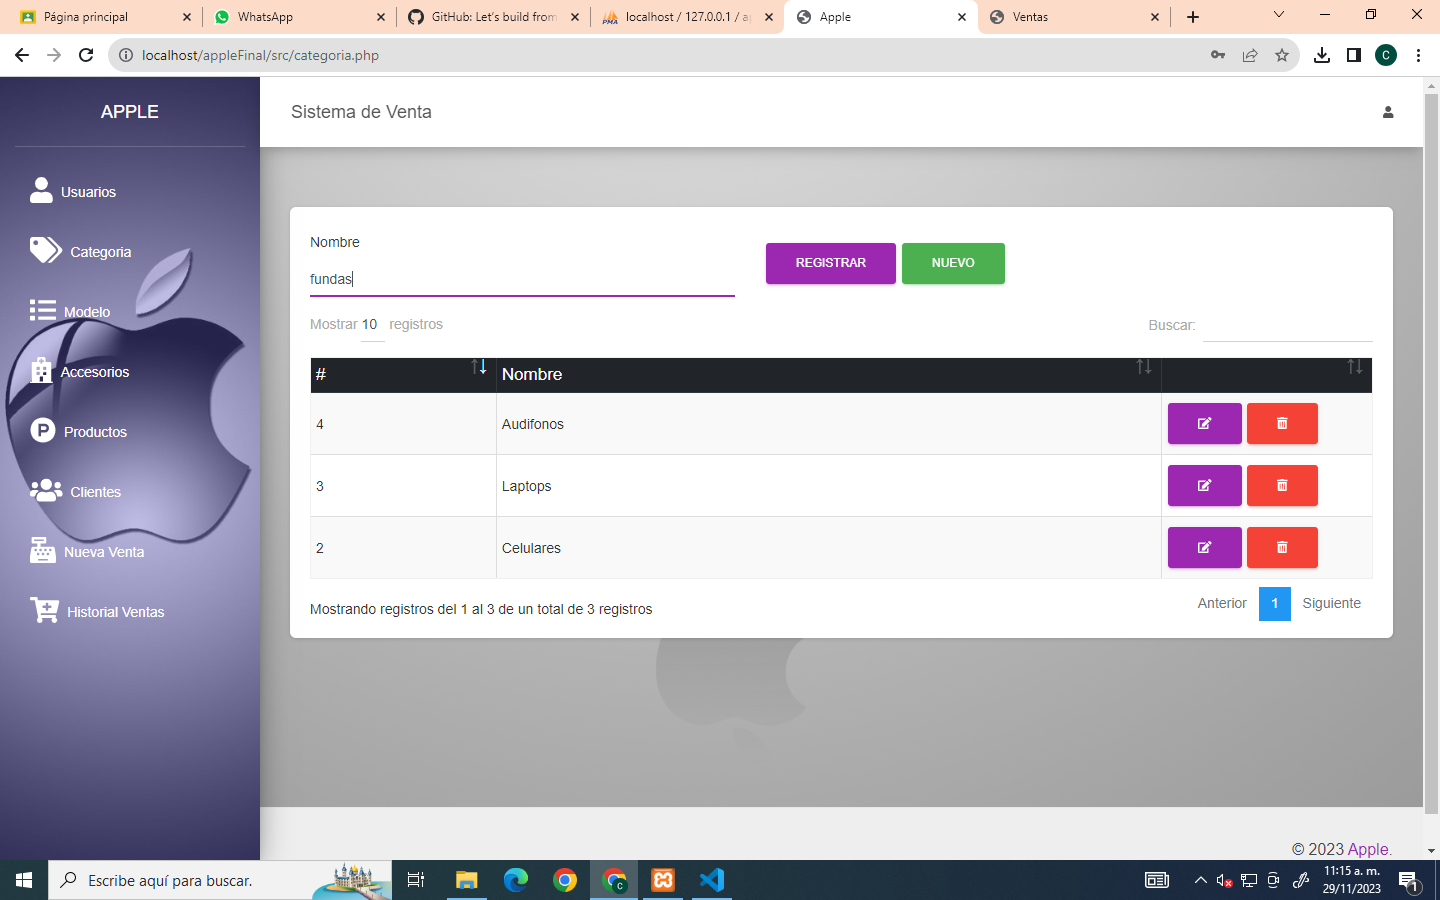 Página principal
WhatsApp
GitHub: Let's build from
localhost / 127.0.0.1 / a
Apple
Ventas
localhost/appleFinal/src/categoria.php
C
APPLE
Sistema de Venta
Usuarios
Categoria
Modelo
Accesorios
Productos
Clientes
Nueva Venta
Historial Ventas
Nombre
fundas
REGISTRAR
NUEVO
Mostrar 10 registros
Buscar:
# Nombre
4 Audifonos
3 Laptops
2 Celulares
Mostrando registros del 1 al 3 de un total de 3 registros
Anterior 1 Siguiente
© 2023 Apple.
Escribe aquí para buscar.
11:15 a. m.
29/11/2023
1